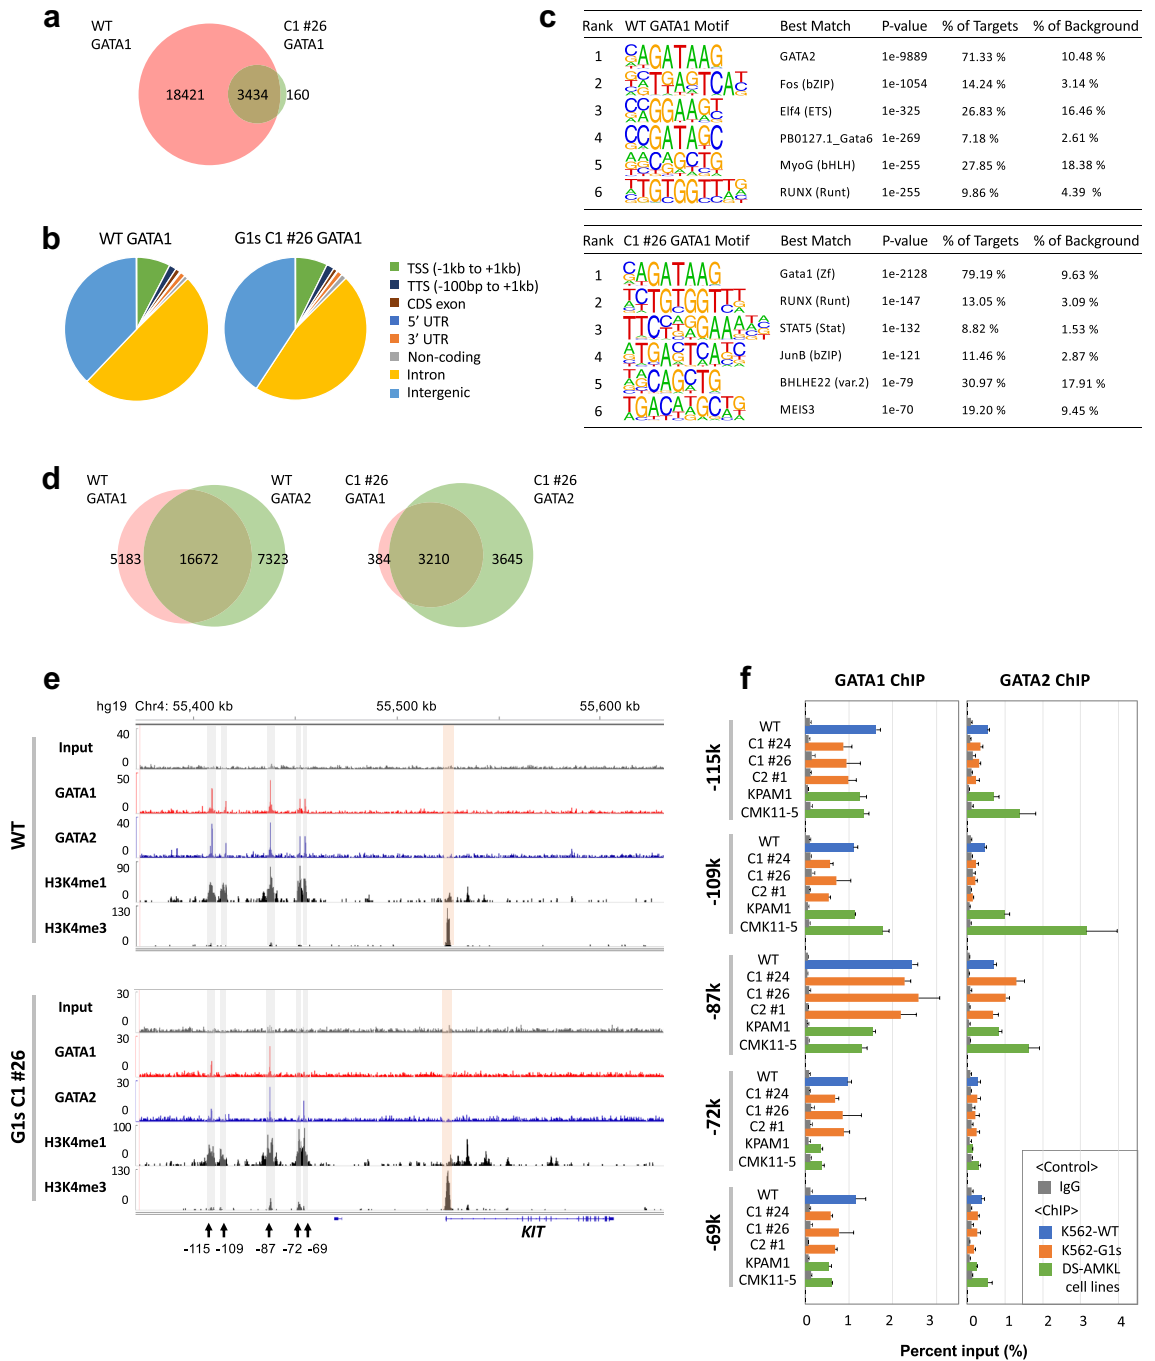 a
WT
GATA1
C1 #26
GATA1
18421
3434
160
b
WT GATA1
G1s C1 #26 GATA1
TSS (-1kb to +1kb)
TTS (-100bp to +1kb)
CDS exon
5' UTR
3' UTR
Non-coding
Intron
Intergenic
c
Rank WT GATA1 Motif Best Match P-value % of Targets % of Background
1 GATA2 1e-9889 71.33 % 10.48 %
2 Fos (bZIP) 1e-1054 14.24 % 3.14 %
3 Elf4 (ETS) 1e-325 26.83 % 16.46 %
4 PB0127.1_Gata6 1e-269 7.18 % 2.61 %
5 MyoG (bHLH) 1e-255 27.85 % 18.38 %
6 RUNX (Runt) 1e-255 9.86 % 4.39 %
Rank C1 #26 GATA1 Motif Best Match P-value % of Targets % of Background
1 Gata1 (Zf) 1e-2128 79.19 % 9.63 %
2 RUNX (Runt) 1e-147 13.05 % 3.09 %
3 STAT5 (Stat) 1e-132 8.82 % 1.53 %
4 JunB (bZIP) 1e-121 11.46 % 2.87 %
5 BHLHE22 (var.2) 1e-79 30.97 % 17.91 %
6 MEIS3 1e-70 19.20 % 9.45 %
d
WT
GATA1
WT
GATA2
5183
16672
7323
C1 #26
GATA1
C1 #26
GATA2
384
3210
3645
e
hg19 Chr4: 55,400 kb 55,500 kb 55,600 kb
WT
Input 40 0
GATA1 50 0
GATA2 40 0
H3K4me1 90 0
H3K4me3 130 0
G1s C1 #26
Input 30 0
GATA1 30 0
GATA2 30 0
H3K4me1 100 0
H3K4me3 130 0
-115 -109 -87 -72 -69
KIT
f
GATA1 ChIP GATA2 ChIP
-115k
WT
C1 #24
C1 #26
C2 #1
KPAM1
CMK11-5
-109k
WT
C1 #24
C1 #26
C2 #1
KPAM1
CMK11-5
-87k
WT
C1 #24
C1 #26
C2 #1
KPAM1
CMK11-5
-72k
WT
C1 #24
C1 #26
C2 #1
KPAM1
CMK11-5
-69k
WT
C1 #24
C1 #26
C2 #1
KPAM1
CMK11-5
<Control>
IgG
<ChIP>
K562-WT
K562-G1s
DS-AMKL
cell lines
0 1 2 3 0 1 2 3 4
Percent input (%)